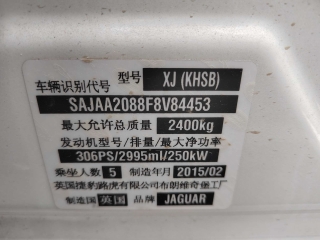 车辆识别代号 型号 XJ (KHSB)
SAJAA2088F8V84453
最大允许总质量 2400kg
发动机型号/排量/最大净功率
306PS/2995ml/250kW
乘坐人数 5 制造年月 2015/02
英国捷豹路虎有限公司布朗维奇堡工厂
制造国 英国 品牌 JAGUAR